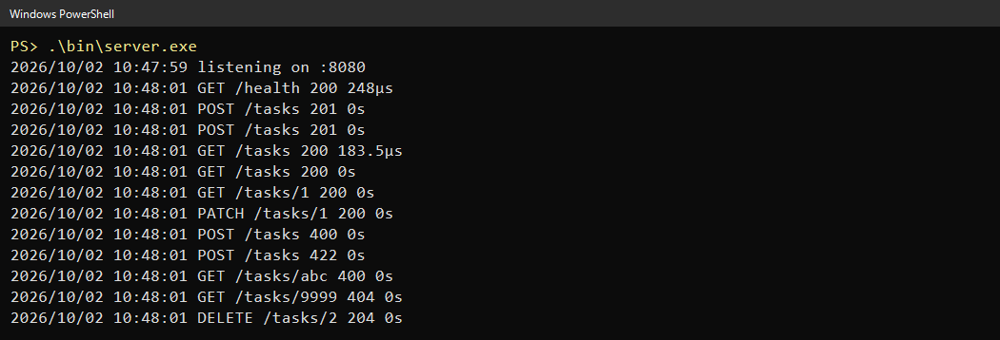 Windows PowerShell
PS> .\bin\server.exe
2026/10/02 10:47:59 listening on :8080
2026/10/02 10:48:01 GET /health 200 248µs
2026/10/02 10:48:01 POST /tasks 201 0s
2026/10/02 10:48:01 POST /tasks 201 0s
2026/10/02 10:48:01 GET /tasks 200 183.5µs
2026/10/02 10:48:01 GET /tasks 200 0s
2026/10/02 10:48:01 GET /tasks/1 200 0s
2026/10/02 10:48:01 PATCH /tasks/1 200 0s
2026/10/02 10:48:01 POST /tasks 400 0s
2026/10/02 10:48:01 POST /tasks 422 0s
2026/10/02 10:48:01 GET /tasks/abc 400 0s
2026/10/02 10:48:01 GET /tasks/9999 404 0s
2026/10/02 10:48:01 DELETE /tasks/2 204 0s